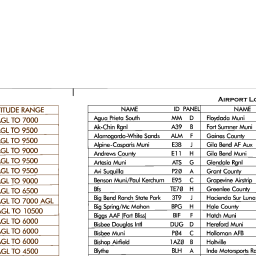 AIRPORT LO
TITUDE RANGE
AGL TO 7000
AGL TO 9500
AGL TO 9500
AGL TO 9000
AGL TO 9500
AGL TO 9500
AGL TO 9000
AGL TO 6500
AGL TO 7000 AGL
AGL TO 10500
AGL TO 6000
AGL TO 6000
AGL TO 6000
AGL TO 4500
NAME ID PANEL NAME
Agua Prieta South MM D Floydada Muni
Ak-Chin Rgnl A39 B Fort Sumner Muni
Alamogordo-White Sands ALM F Gaines County
Alpine-Casparis Muni E38 J Gila Bend AF Aux
Andrews County E11 H Gila Bend Muni
Artesia Muni ATS G Glendale Rgnl
Avi Suquilla P20 A Grant County
Benson Muni/Paul Kerchum E95 C Grapevine Airstrip
Bfs TE78 H Greenlee County
Big Bend Ranch State Park 3T9 J Hacienda Sur Luna
Big Spring/Mc Mahon BPG H Hale County
Biggs AAF (Fort Bliss) BIF F Hatch Muni
Bisbee Douglas Intl DUG D Hereford Muni
Bisbee Muni P04 C Holloman AFB
Bishop Airfield 1AZ0 B Holtville
Blythe BLH A Inde Motorsports Ra